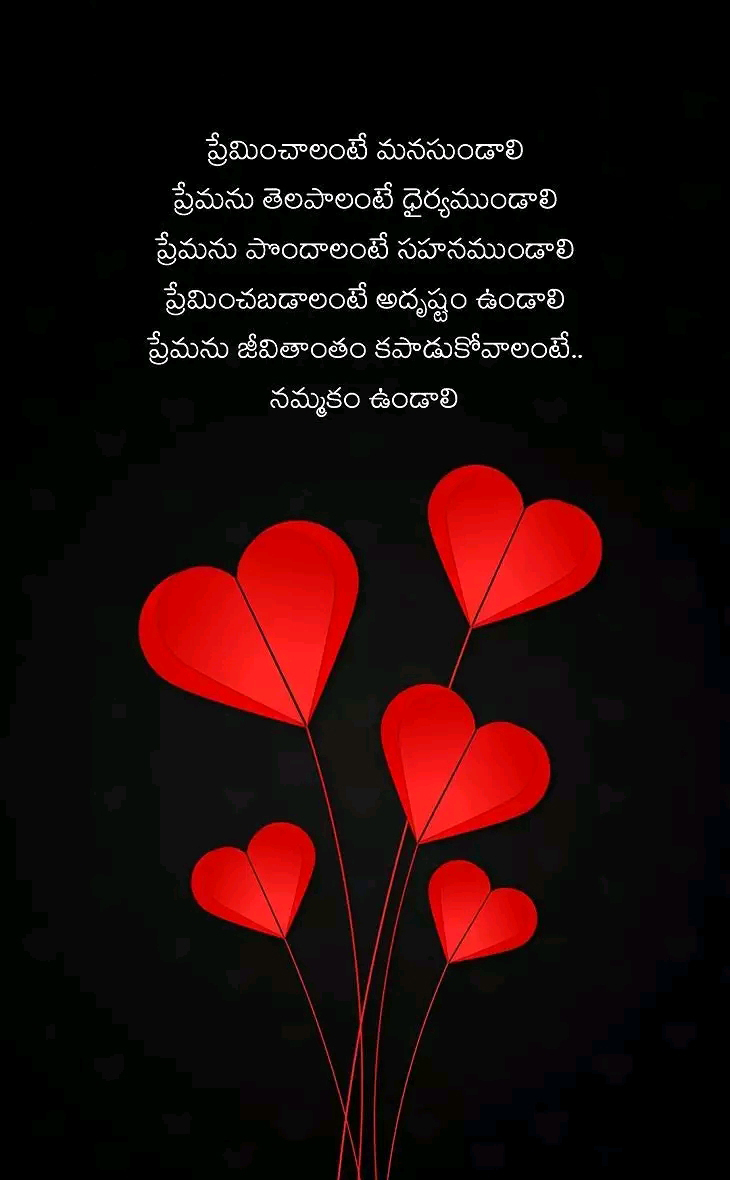 ప్రేమించాలంటే మనసుండాలి
ప్రేమను తెలపాలంటే ధైర్యముండాలి
ప్రేమను పొందాలంటే సహనముండాలి
ప్రేమించబడాలంటే అదృష్టం ఉండాలి
ప్రేమను జీవితాంతం కపాడుకోవాలంటే..
నమ్మకం ఉండాలి